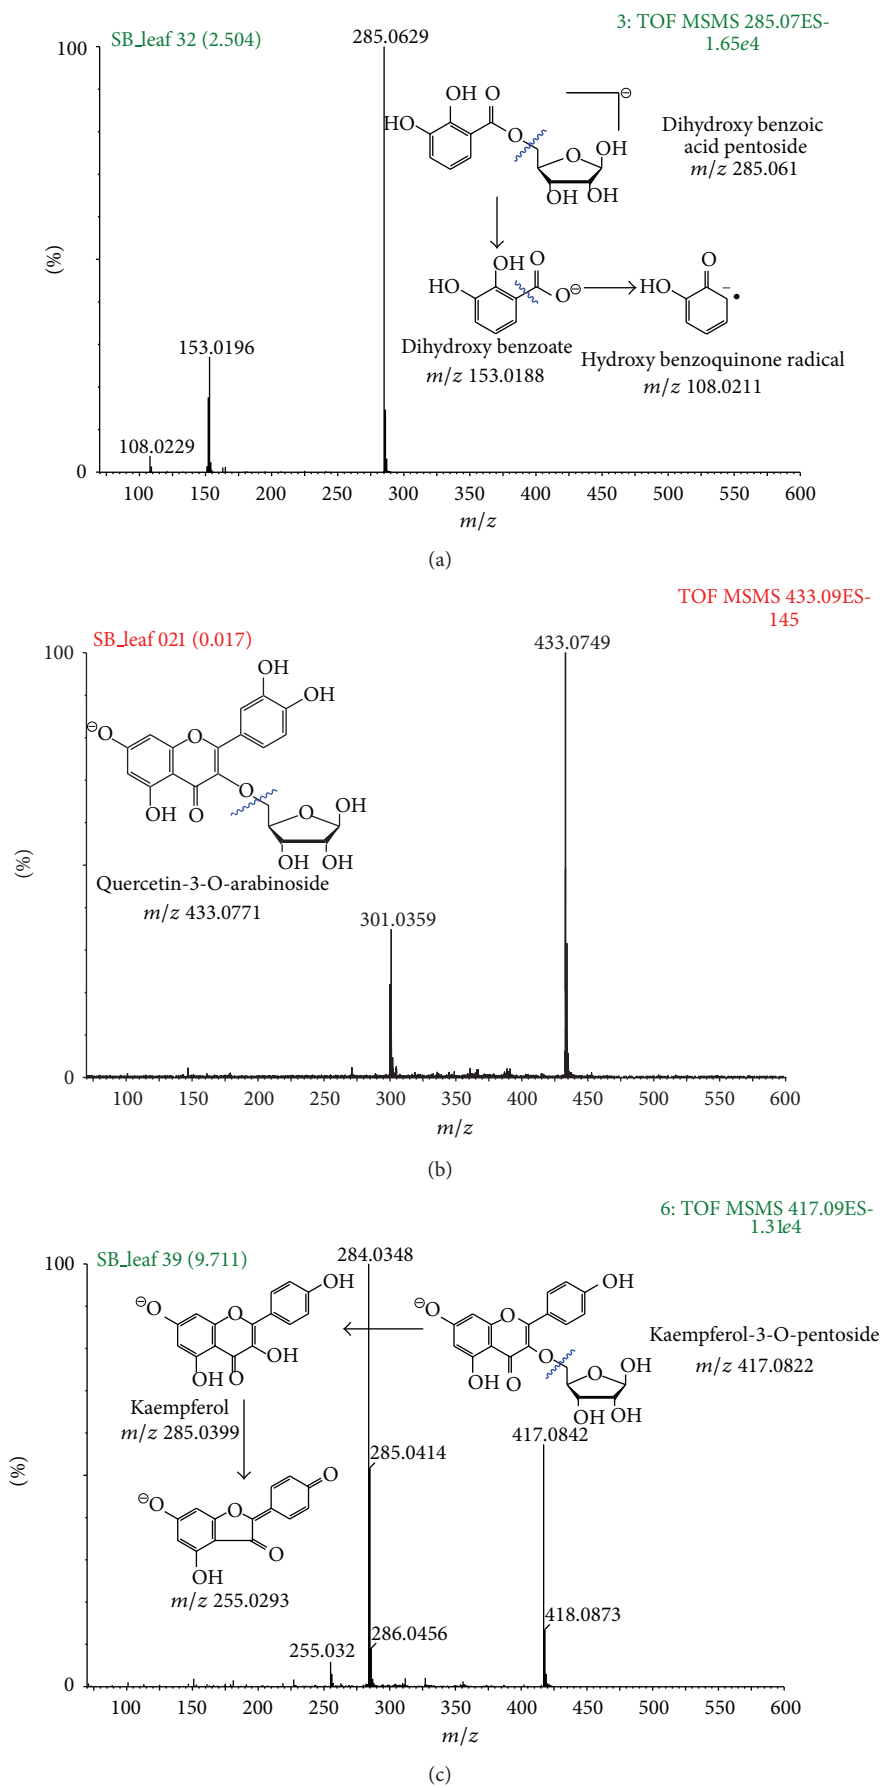 SB_leaf 32 (2.504)
3: TOF MSMS 285.07ES-
1.65e4
100
285.0629
OH O
HO
O
⊖
OH
O
OH OH
Dihydroxy benzoic
acid pentoside
m/z 285.061
(%)
OH O
HO
O⊖
O
HO
−
•
Dihydroxy benzoate
m/z 153.0188
Hydroxy benzoquinone radical
m/z 108.0211
153.0196
108.0229
0
100 150 200 250 300 350 400 450 500 550 600
m/z
(a)
TOF MSMS 433.09ES-
145
SB_leaf 021 (0.017)
100
433.0749
OH
OH
⊖
O
O
O
OH O
O OH
OH OH
Quercetin-3-O-arabinoside
m/z 433.0771
(%)
301.0359
0
100 150 200 250 300 350 400 450 500 550 600
m/z
(b)
6: TOF MSMS 417.09ES-
1.31e4
SB_leaf 39 (9.711)
100
284.0348
OH
⊖
O
O
OH
OH O
OH
⊖
O
O
O
OH O
O OH
OH OH
Kaempferol-3-O-pentoside
m/z 417.0822
Kaempferol
m/z 285.0399
417.0842
285.0414
(%)
O
⊖
O
O
O
OH
m/z 255.0293
418.0873
286.0456
255.032
0
100 150 200 250 300 350 400 450 500 550 600
m/z
(c)